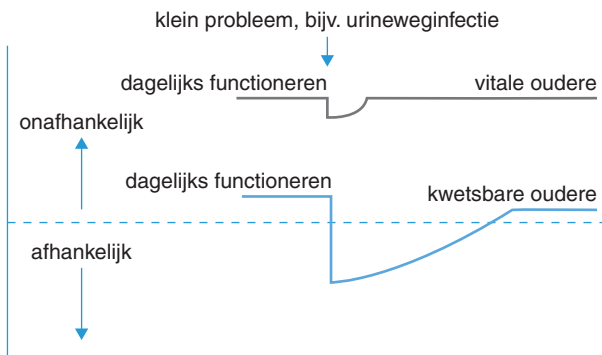 klein probleem, bijv. urineweginfectie
dagelijks functioneren
vitale oudere
onafhankelijk
dagelijks functioneren
kwetsbare oudere
afhankelijk